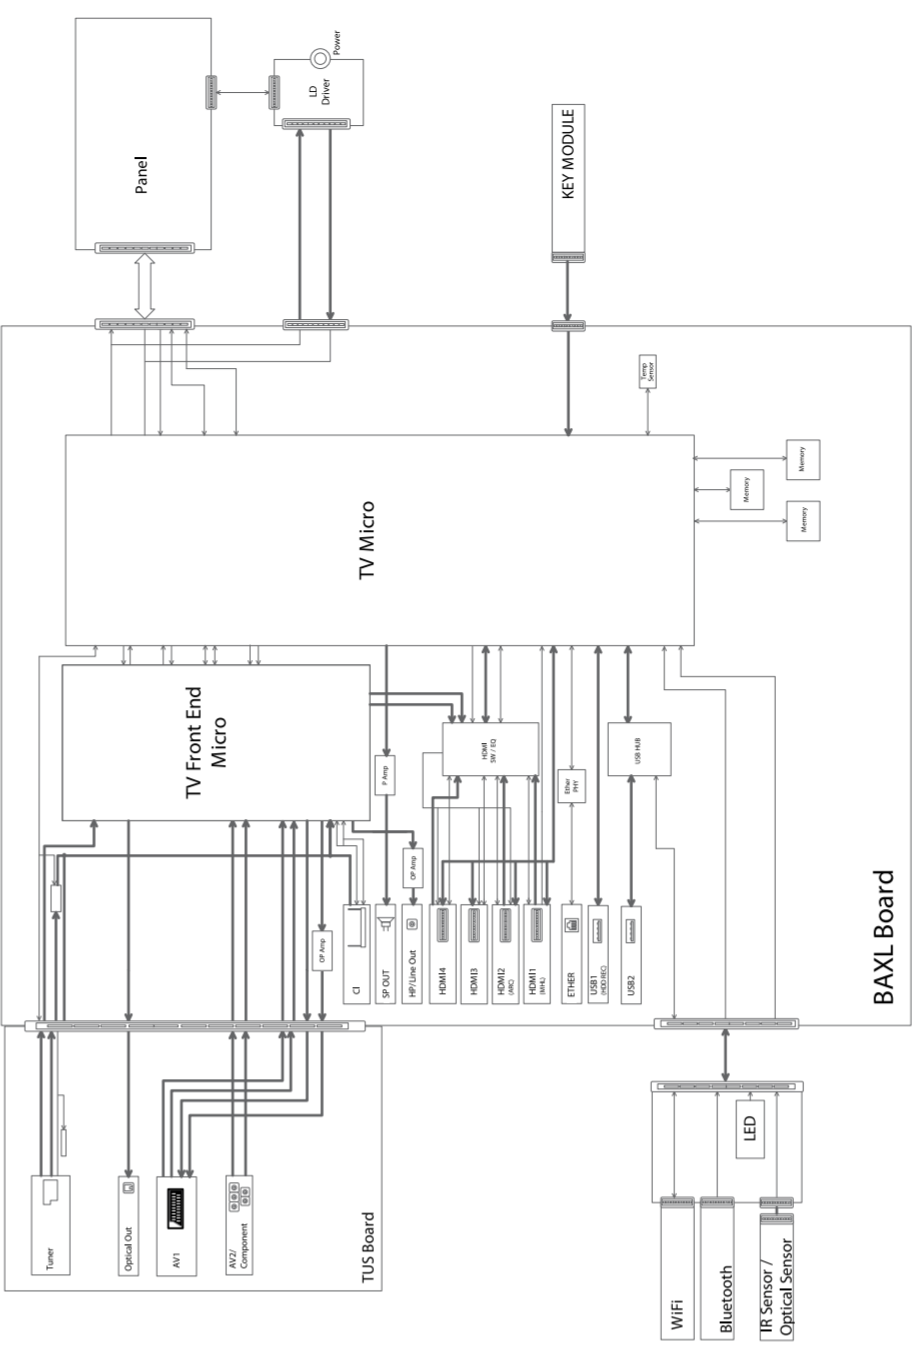 Power
LD
Driver
Panel
KEY MODULE
Temp
Sensor
Memory
Memory
Memory
TV Micro
TV Front End
Micro
HDMI
SW / EQ
USB HUB
P Amp
Ether
PHY
OP Amp
OP Amp
CI
SP OUT
HP/Line Out
HDMI4
HDMI3
HDMI2
(ARC)
HDMI1
(MHL)
ETHER
USB1
(HDD REC)
USB2
BAXL Board
Tuner
Optical Out
AV1
AV2/
Component
TUS Board
LED
WiFi
Bluetooth
IR Sensor /
Optical Sensor